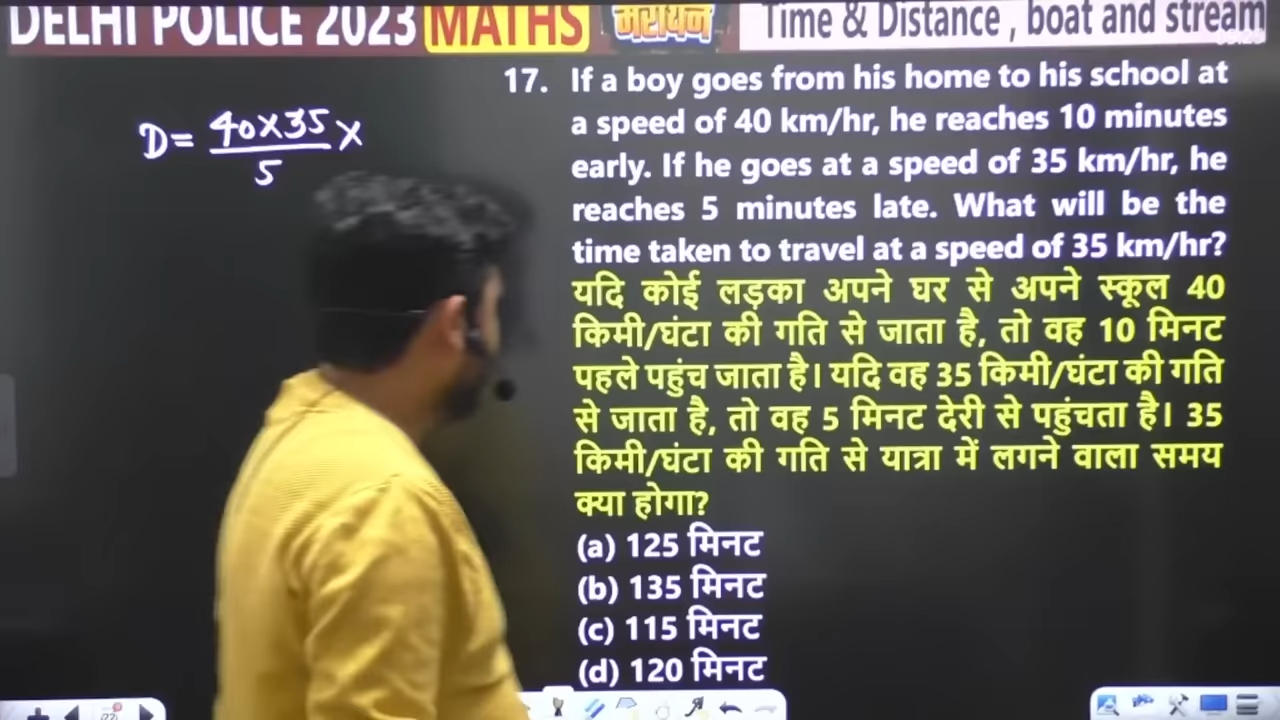 DELHI POLICE 2023 MATHS मैराथन Time & Distance , boat and stream
D= 40X35 X
5
17. If a boy goes from his home to his school at
a speed of 40 km/hr, he reaches 10 minutes
early. If he goes at a speed of 35 km/hr, he
reaches 5 minutes late. What will be the
time taken to travel at a speed of 35 km/hr?
यदि कोई लड़का अपने घर से अपने स्कूल 40
किमी/घंटा की गति से जाता है, तो वह 10 मिनट
पहले पहुंच जाता है। यदि वह 35 किमी/घंटा की गति
से जाता है, तो वह 5 मिनट देरी से पहुंचता है। 35
किमी/घंटा की गति से यात्रा में लगने वाला समय
क्या होगा?
(a) 125 मिनट
(b) 135 मिनट
(c) 115 मिनट
(d) 120 मिनट